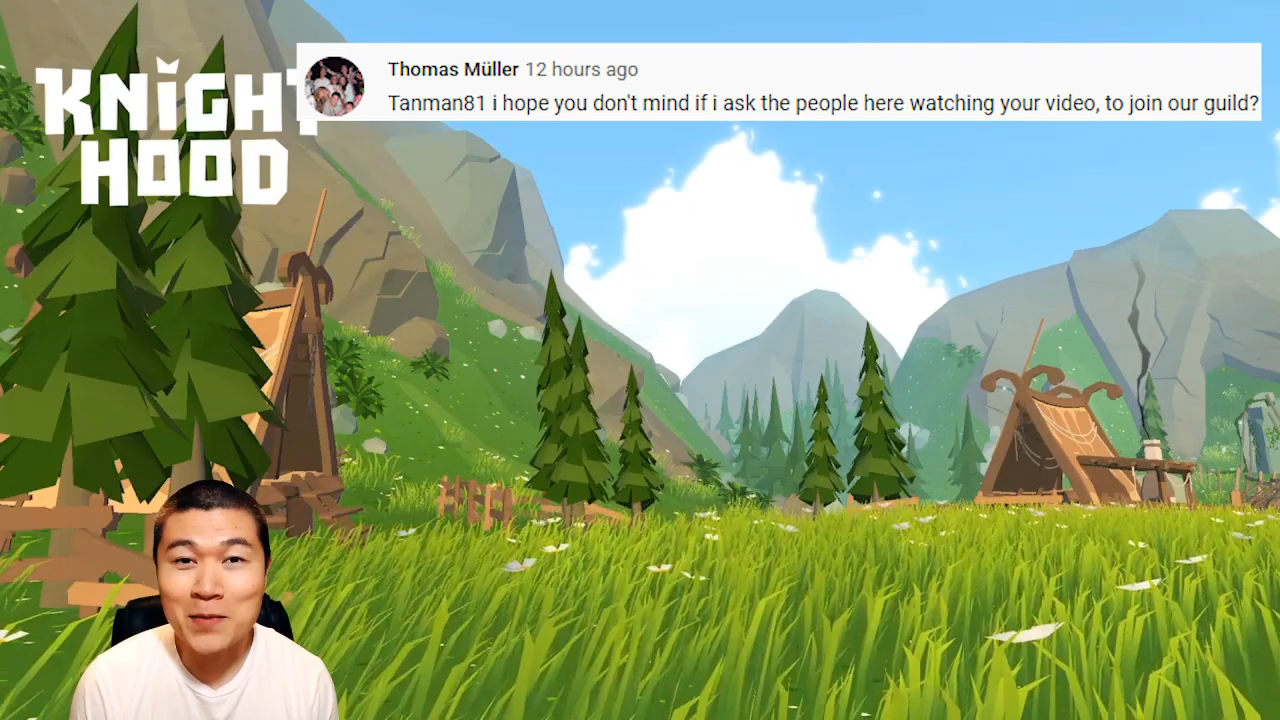 KNIGHT
HOOD
Thomas Müller 12 hours ago
Tanman81 i hope you don't mind if i ask the people here watching your video, to join our guild?